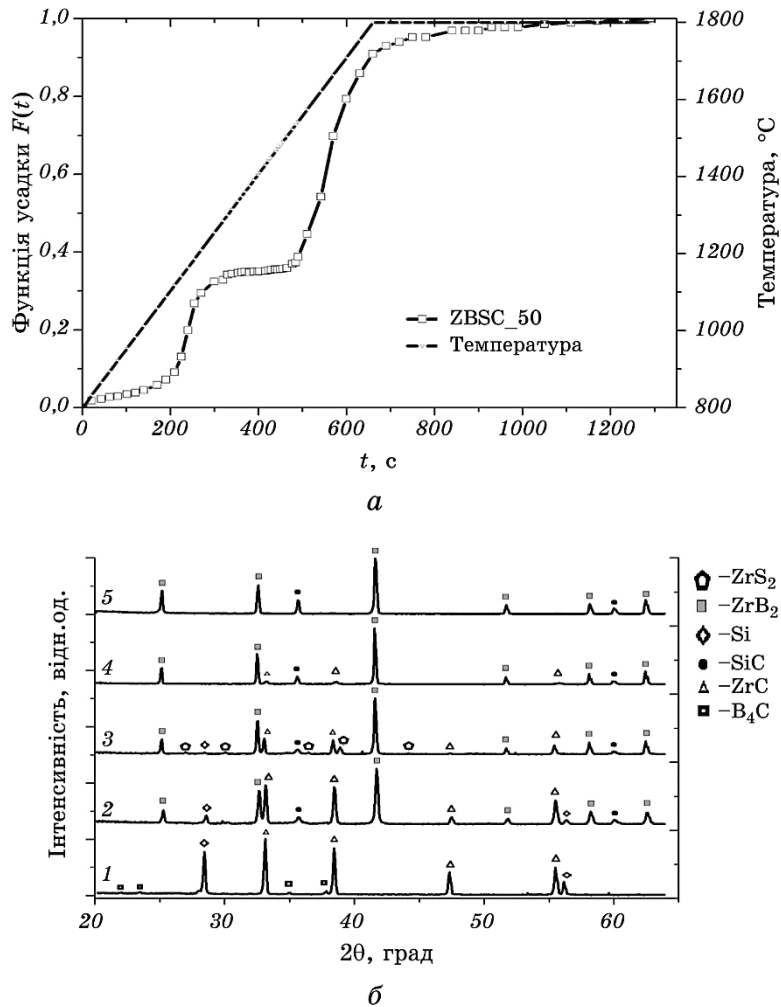 1,0
0,8
0,6
0,4
0,2
0,0
Функція усадки F(t)
1800
1600
1400
1200
1000
800
Температура, °C
ZBSC_50
Температура
0 200 400 600 800 1000 1200
t, с
а
5
4
3
2
1
Інтенсивність, відн.од.
–ZrS₂
–ZrB₂
–Si
–SiC
–ZrC
–B₄C
20 30 40 50 60
2θ, град
б